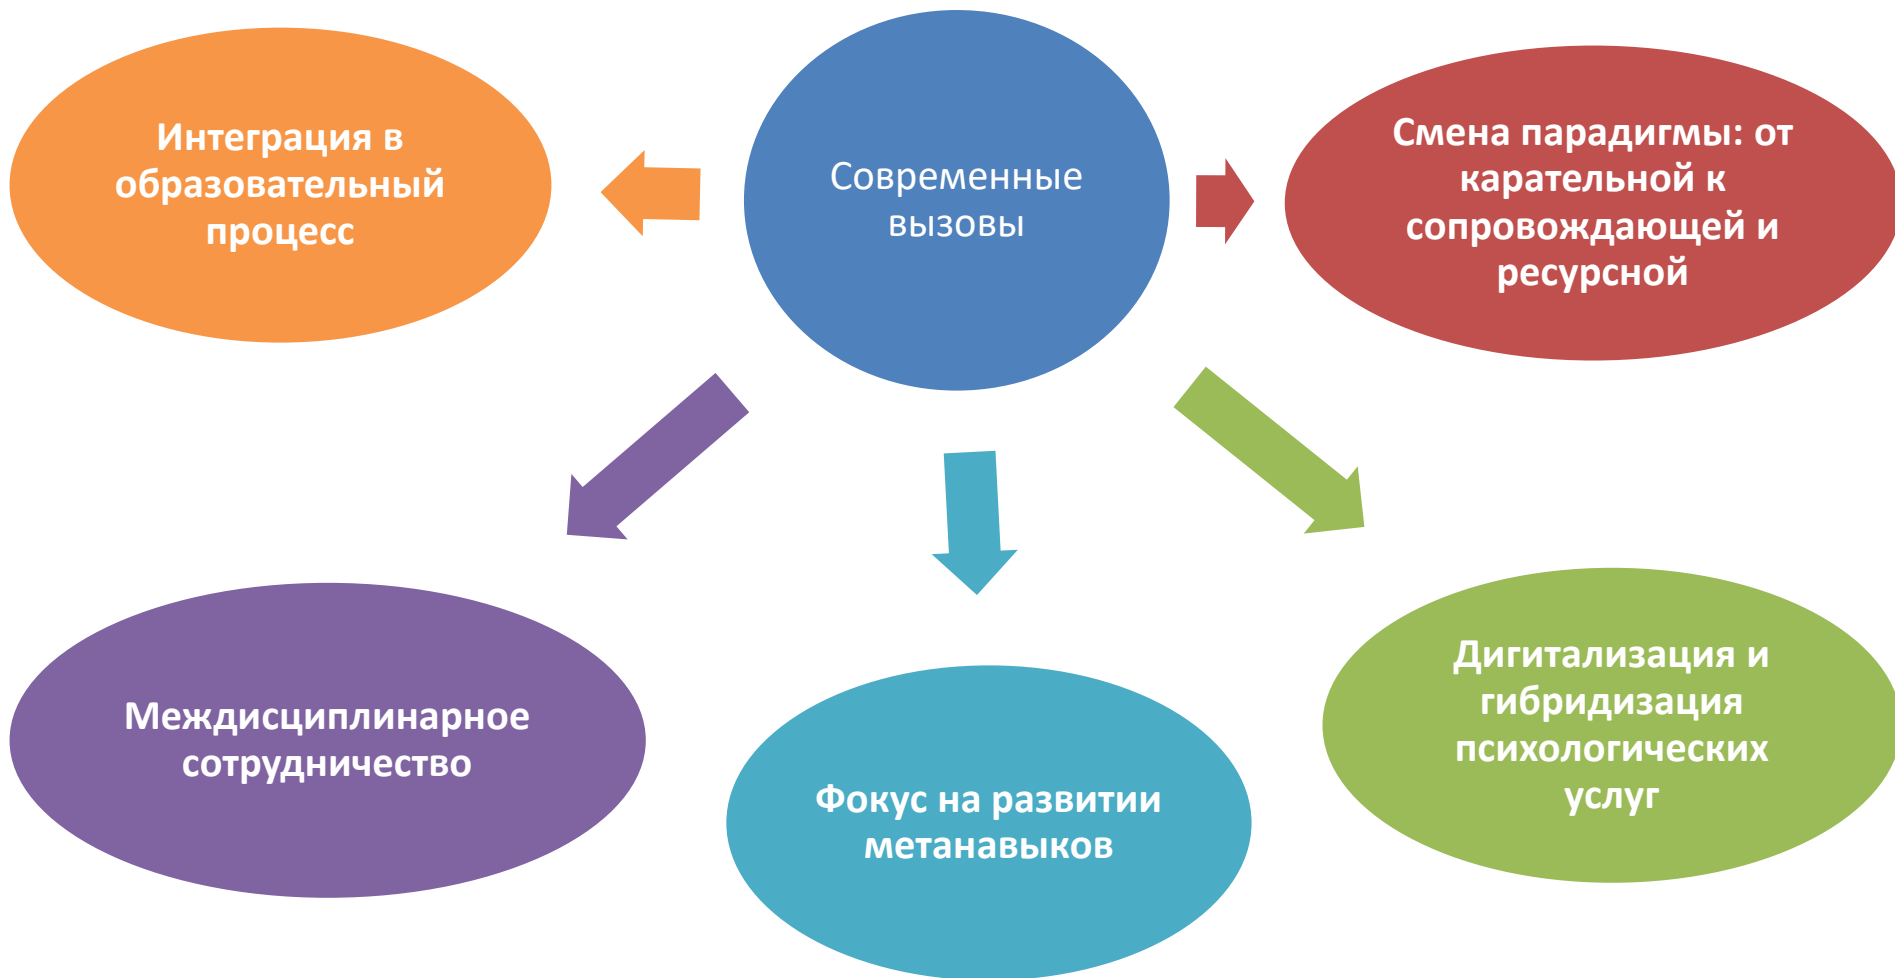 Интеграция в
образовательный
процесс
Современные
вызовы
Смена парадигмы: от
карательной к
сопровождающей и
ресурсной
Междисциплинарное
сотрудничество
Фокус на развитии
метанавыков
Дигитализация и
гибридизация
психологических
услуг